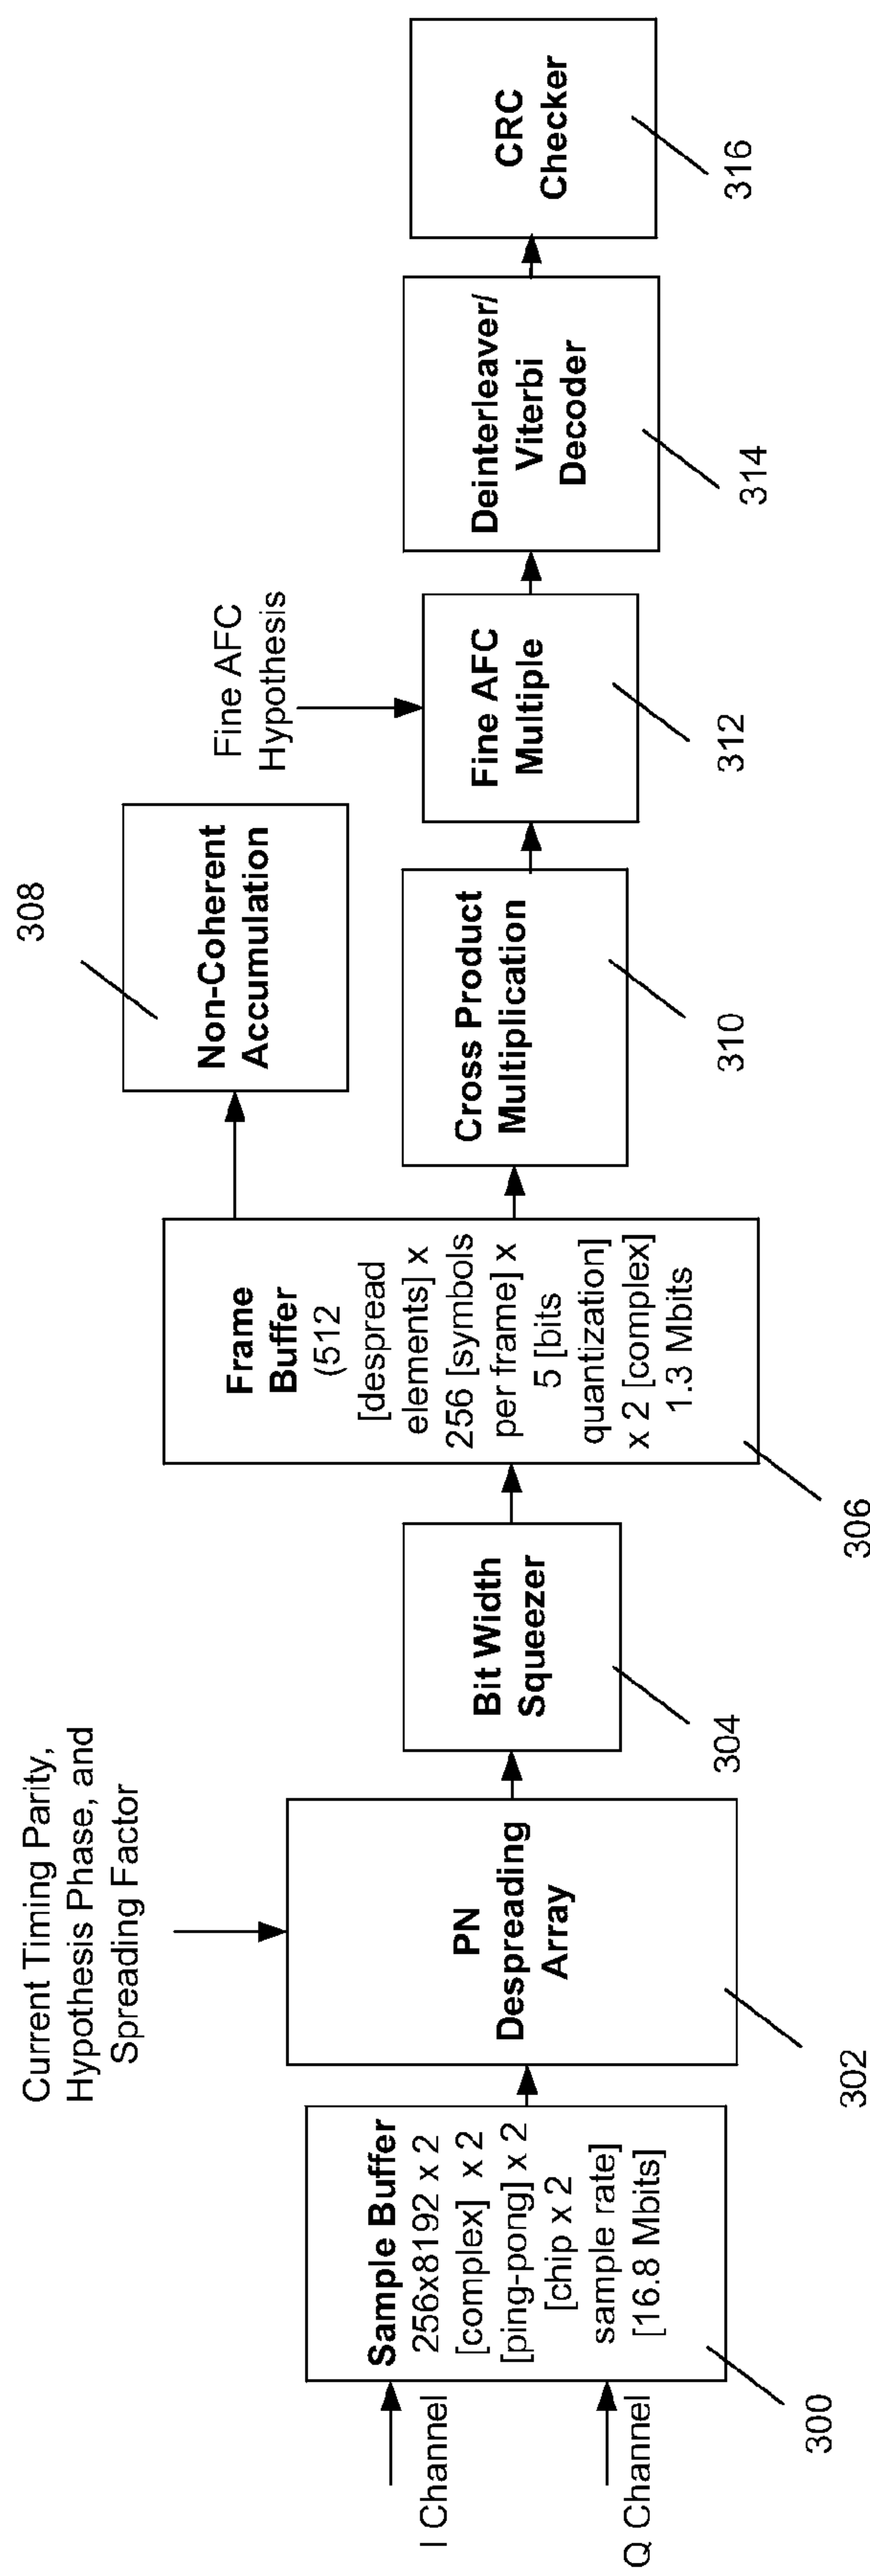 I Channel
Q Channel
Sample Buffer
256x8192 x 2
[complex] x 2
[ping-pong] x 2
[chip x 2
sample rate]
[16.8 Mbits]
300
Current Timing Parity,
Hypothesis Phase, and
Spreading Factor
PN
Despreading
Array
302
Bit Width
Squeezer
304
Frame
Buffer
(512
[despread
elements] x
256 [symbols
per frame] x
5 [bits
quantization]
x 2 [complex]
1.3 Mbits
306
308
Non-Coherent
Accumulation
Cross Product
Multiplication
310
Fine AFC
Hypothesis
Fine AFC
Multiple
312
Deinterleaver/
Viterbi
Decoder
314
CRC
Checker
316